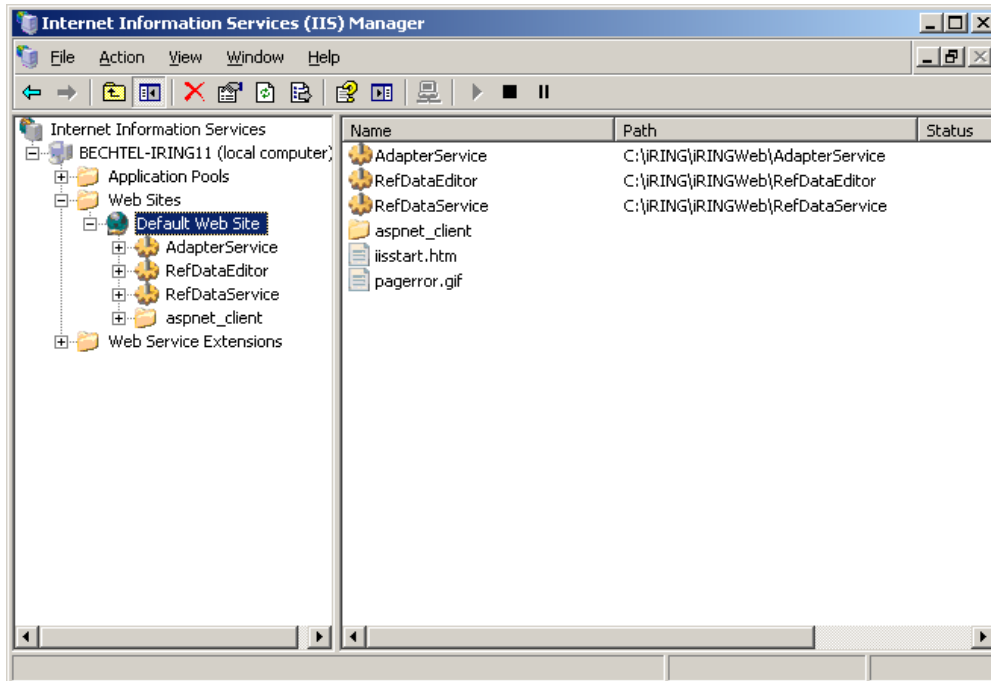 Internet Information Services (IIS) Manager
File Action View Window Help
Internet Information Services
BECHTEL-IRING11 (local computer)
Application Pools
Web Sites
Default Web Site
AdapterService
RefDataEditor
RefDataService
aspnet_client
Web Service Extensions
Name Path Status
AdapterService C:\iRING\iRINGWeb\AdapterService
RefDataEditor C:\iRING\iRINGWeb\RefDataEditor
RefDataService C:\iRING\iRINGWeb\RefDataService
aspnet_client
iisstart.htm
pagerror.gif